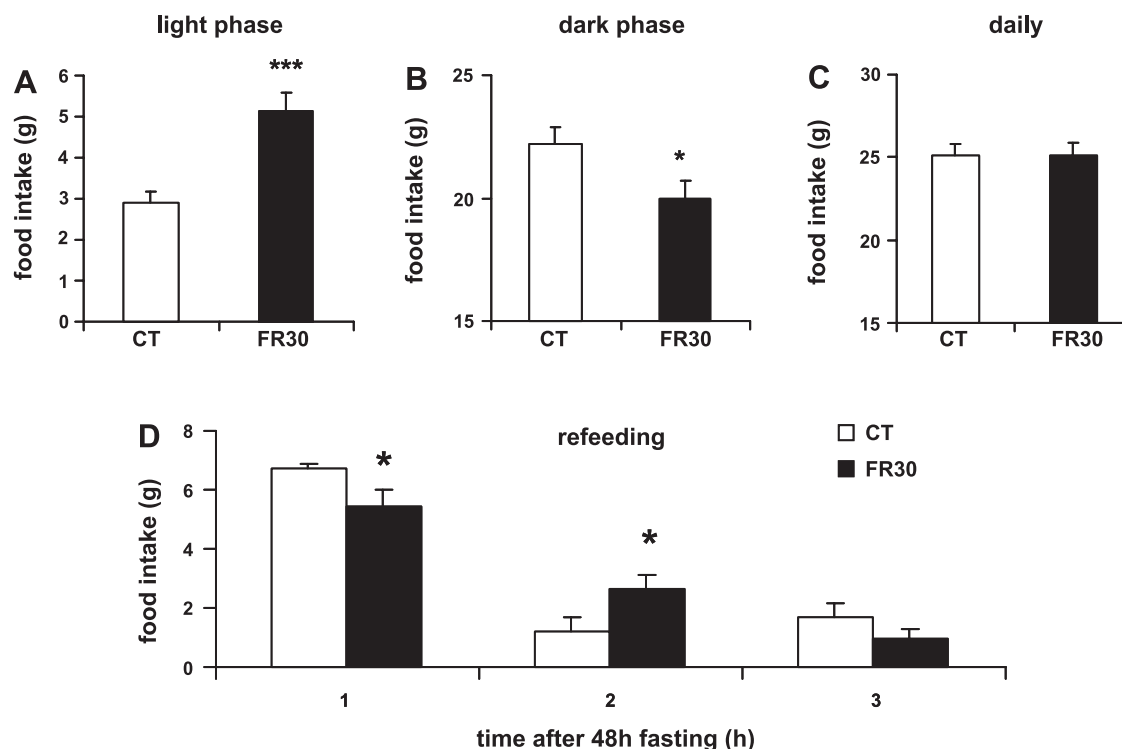 light phase
dark phase
daily
A
food intake (g)
6
5
4
3
2
1
0
***
CT
FR30
B
food intake (g)
25
20
15
*
CT
FR30
C
food intake (g)
30
25
20
15
CT
FR30
D
refeeding
CT
FR30
food intake (g)
8
6
4
2
0
*
*
1
2
3
time after 48h fasting (h)